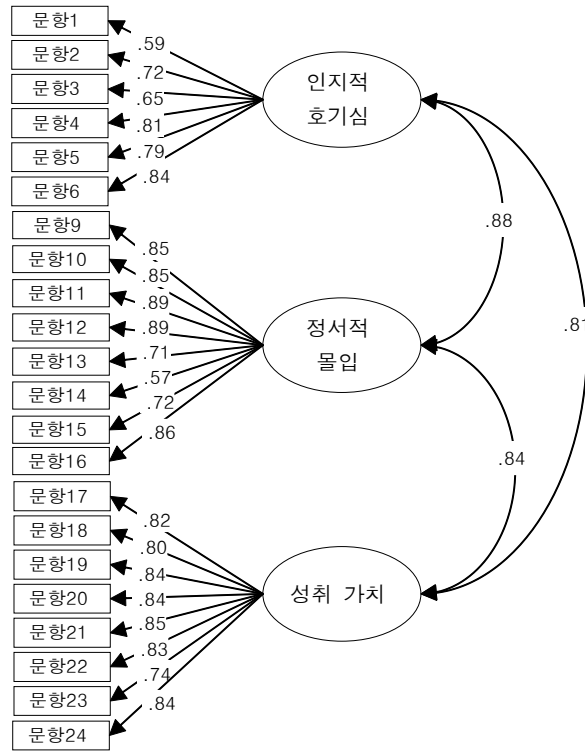 문항1
.59
문항2
.72
문항3
.65
문항4
.81
문항5
.79
문항6
.84
인지적
호기심
문항9
.85
문항10
.85
문항11
.89
문항12
.89
문항13
.71
문항14
.57
문항15
.72
문항16
.86
정서적
몰입
.88
.81
.84
문항17
.82
문항18
.80
문항19
.84
문항20
.84
문항21
.85
문항22
.83
문항23
.74
문항24
.84
성취 가치